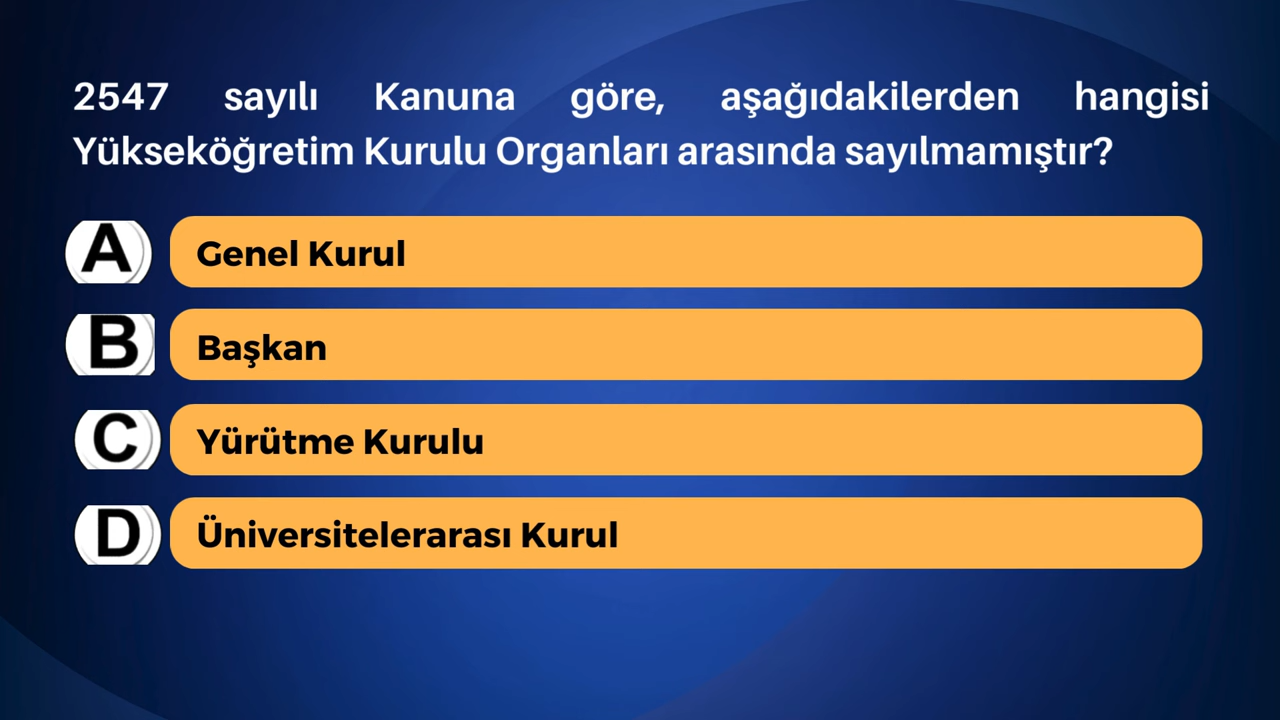 2547 sayılı Kanuna göre, aşağıdakilerden hangisi
Yükseköğretim Kurulu Organları arasında sayılmamıştır?
A Genel Kurul
B Başkan
C Yürütme Kurulu
D Üniversitelerarası Kurul